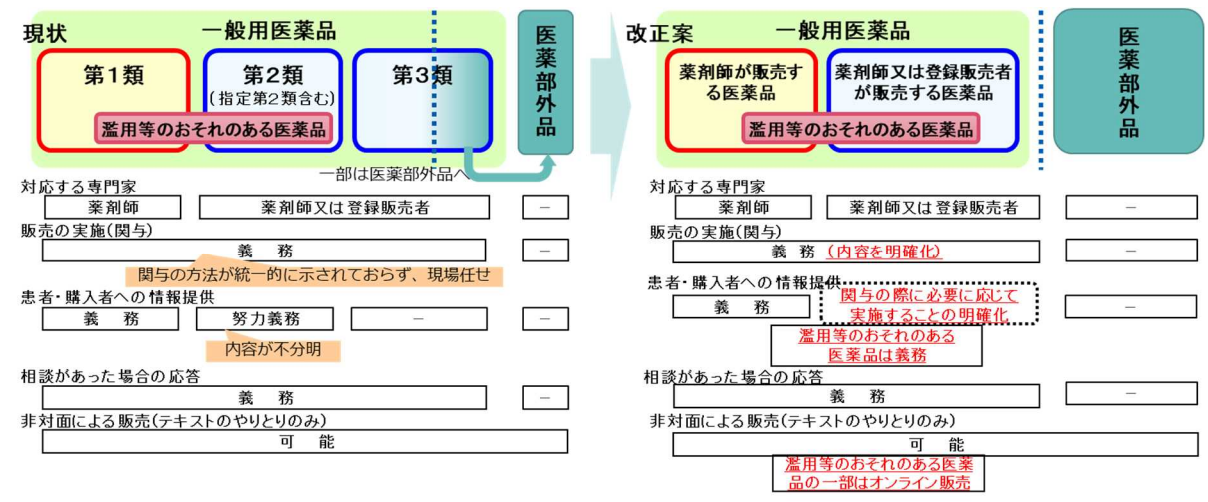 現状
一般用医薬品
第1類
第2類
(指定第2類含む)
第3類
濫用等のおそれのある医薬品
医薬部外品
一部は医薬部外品へ
対応する専門家
薬剤師
薬剤師又は登録販売者
－
販売の実施(関与)
義 務
－
関与の方法が統一的に示されておらず、現場任せ
患者・購入者への情報提供
義 務
努力義務
－
－
内容が不分明
相談があった場合の応答
義 務
－
非対面による販売(テキストのやりとりのみ)
可 能
改正案
一般用医薬品
薬剤師が販売す
る医薬品
薬剤師又は登録販売者
が販売する医薬品
濫用等のおそれのある医薬品
医薬部外品
対応する専門家
薬剤師
薬剤師又は登録販売者
－
販売の実施(関与)
義 務 (内容を明確化)
－
患者・購入者への情報提供
義 務
関与の際に必要に応じて
実施することの明確化
－
濫用等のおそれのある
医薬品は義務
相談があった場合の応答
義 務
－
非対面による販売(テキストのやりとりのみ)
可 能
濫用等のおそれのある医薬
品の一部はオンライン販売